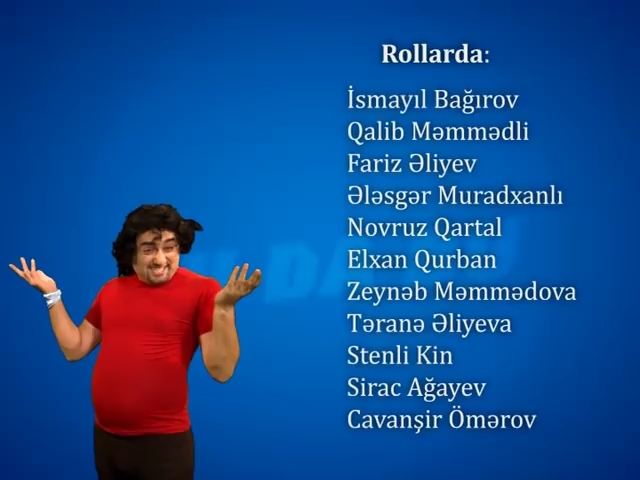 Rollarda:
İsmayıl Bağırov
Qalib Məmmədli
Fariz Əliyev
Ələsgər Muradxanlı
Novruz Qartal
Elxan Qurban
Zeynəb Məmmədova
Təranə Əliyeva
Stenli Kin
Sirac Ağayev
Cavanşir Ömərov